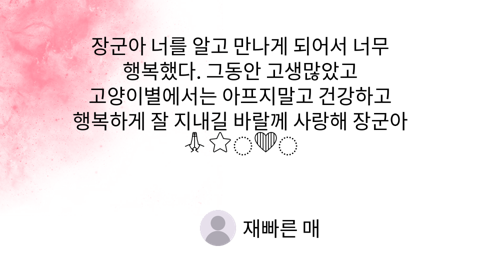 장군아 너를 알고 만나게 되어서 너무
행복했다. 그동안 고생많았고
고양이별에서는 아프지말고 건강하고
행복하게 잘 지내길 바랄께 사랑해 장군아
🙏⭐️💜️
재빠른 매